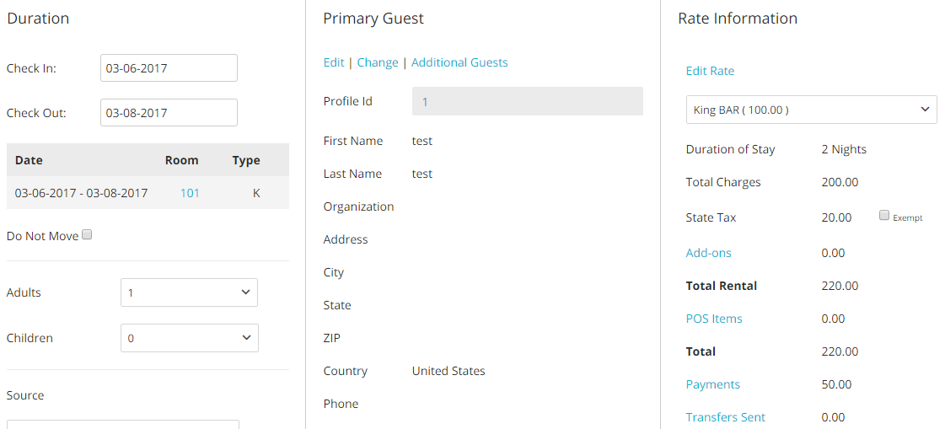 Duration
Check In: 03-06-2017
Check Out: 03-08-2017
Date Room Type
03-06-2017 - 03-08-2017 101 K
Do Not Move
Adults 1
Children 0
Source
Primary Guest
Edit | Change | Additional Guests
Profile Id 1
First Name test
Last Name test
Organization
Address
City
State
ZIP
Country United States
Phone
Rate Information
Edit Rate
King BAR ( 100.00 )
Duration of Stay 2 Nights
Total Charges 200.00
State Tax 20.00 Exempt
Add-ons 0.00
Total Rental 220.00
POS Items 0.00
Total 220.00
Payments 50.00
Transfers Sent 0.00